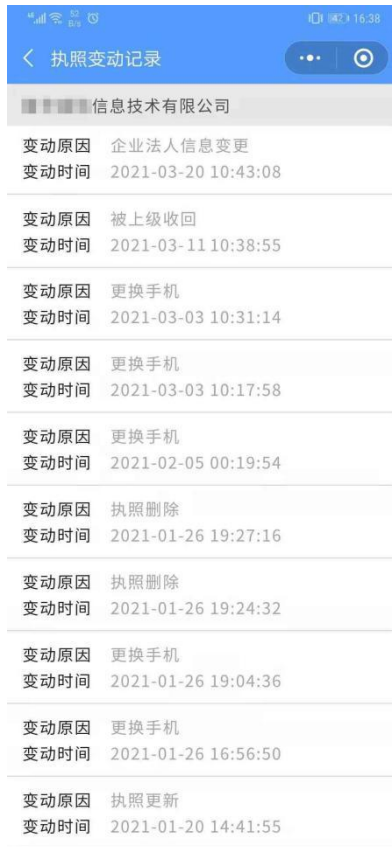 16:38
执照变动记录
信息技术有限公司
变动原因 企业法人信息变更
变动时间 2021-03-20 10:43:08
变动原因 被上级收回
变动时间 2021-03-11 10:38:55
变动原因 更换手机
变动时间 2021-03-03 10:31:14
变动原因 更换手机
变动时间 2021-03-03 10:17:58
变动原因 更换手机
变动时间 2021-02-05 00:19:54
变动原因 执照删除
变动时间 2021-01-26 19:27:16
变动原因 执照删除
变动时间 2021-01-26 19:24:32
变动原因 更换手机
变动时间 2021-01-26 19:04:36
变动原因 更换手机
变动时间 2021-01-26 16:56:50
变动原因 执照更新
变动时间 2021-01-20 14:41:55